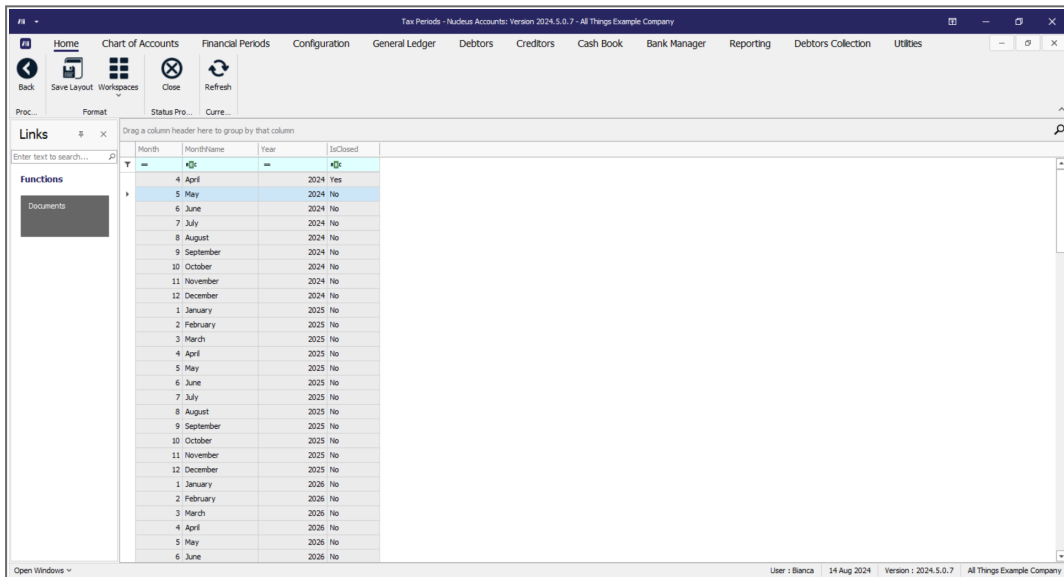 Tax Periods - Nucleus Accounts: Version 2024.5.0.7 - All Things Example Company
Home Chart of Accounts Financial Periods Configuration General Ledger Debtors Creditors Cash Book Bank Manager Reporting Debtors Collection Utilities
Back Save Layout Workspaces Close Refresh
Proc... Format Status Pro... Curre...
Links
Drag a column header here to group by that column
Enter text to search...
Functions
Documents
Month MonthName Year IsClosed
= = 
4 April 2024 Yes
5 May 2024 No
6 June 2024 No
7 July 2024 No
8 August 2024 No
9 September 2024 No
10 October 2024 No
11 November 2024 No
12 December 2024 No
1 January 2025 No
2 February 2025 No
3 March 2025 No
4 April 2025 No
5 May 2025 No
6 June 2025 No
7 July 2025 No
8 August 2025 No
9 September 2025 No
10 October 2025 No
11 November 2025 No
12 December 2025 No
1 January 2026 No
2 February 2026 No
3 March 2026 No
4 April 2026 No
5 May 2026 No
6 June 2026 No
Open Windows User : Bianca 14 Aug 2024 Version : 2024.5.0.7 All Things Example Company